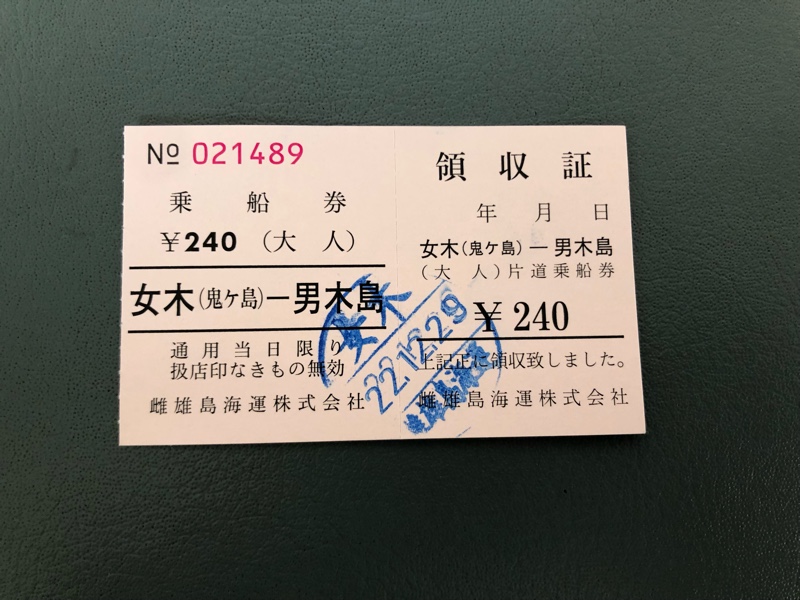 № 021489
乗船券
￥240（大人）
女木（鬼ヶ島）ー男木島
通用当日限り
扱店印なきもの無効
雌雄島海運株式会社
領収証
年 月 日
女木（鬼ヶ島）ー男木島
（大人）片道乗船券
￥240
上記正に領収致しました。
雌雄島海運株式会社
女木
22.12.29